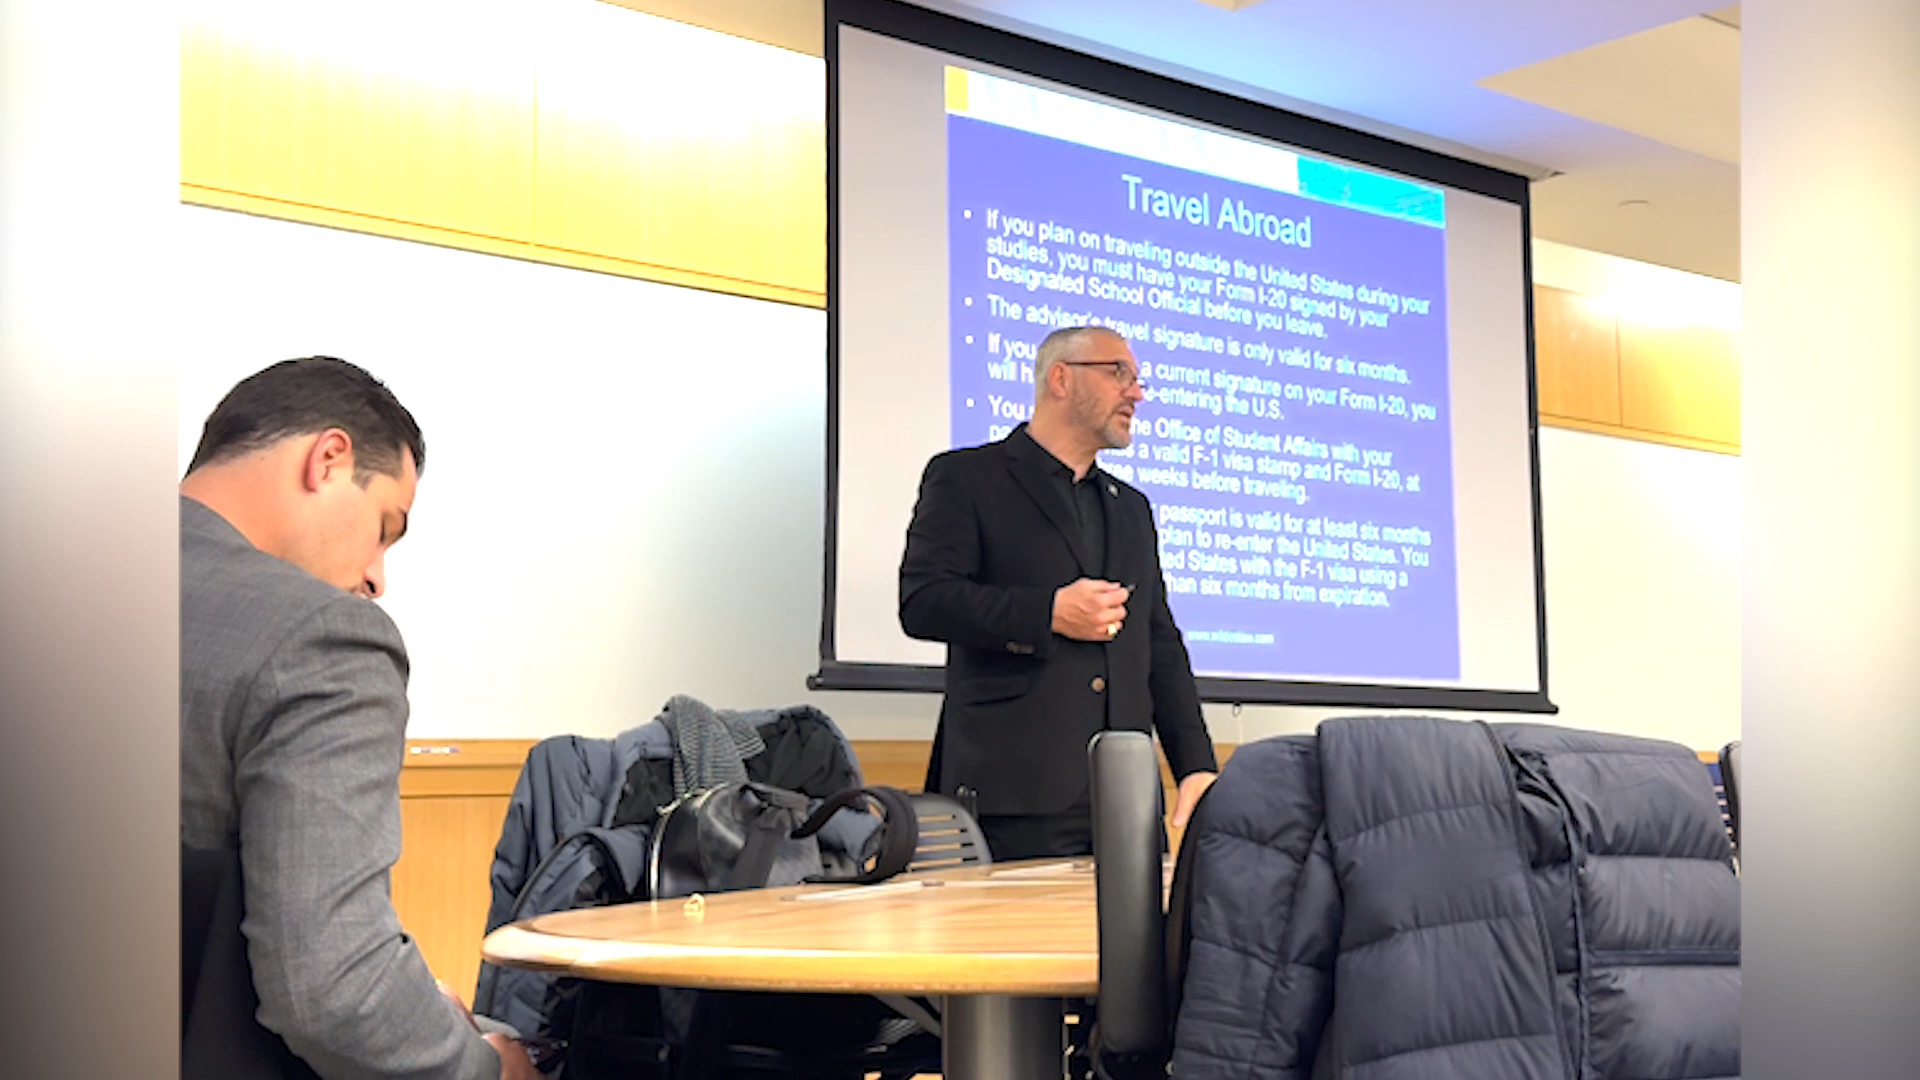 Travel Abroad
• If you plan on traveling outside the United States during your
studies, you must have your Form I-20 signed by your
Designated School Official before you leave.
• The advisor's travel signature is only valid for six months.
• If you a current signature on your Form I-20, you
will re-entering the U.S.
• You the Office of Student Affairs with your
a valid F-1 visa stamp and Form I-20, at
three weeks before traveling.
passport is valid for at least six months
plan to re-enter the United States. You
States with the F-1 visa using a
than six months from expiration.